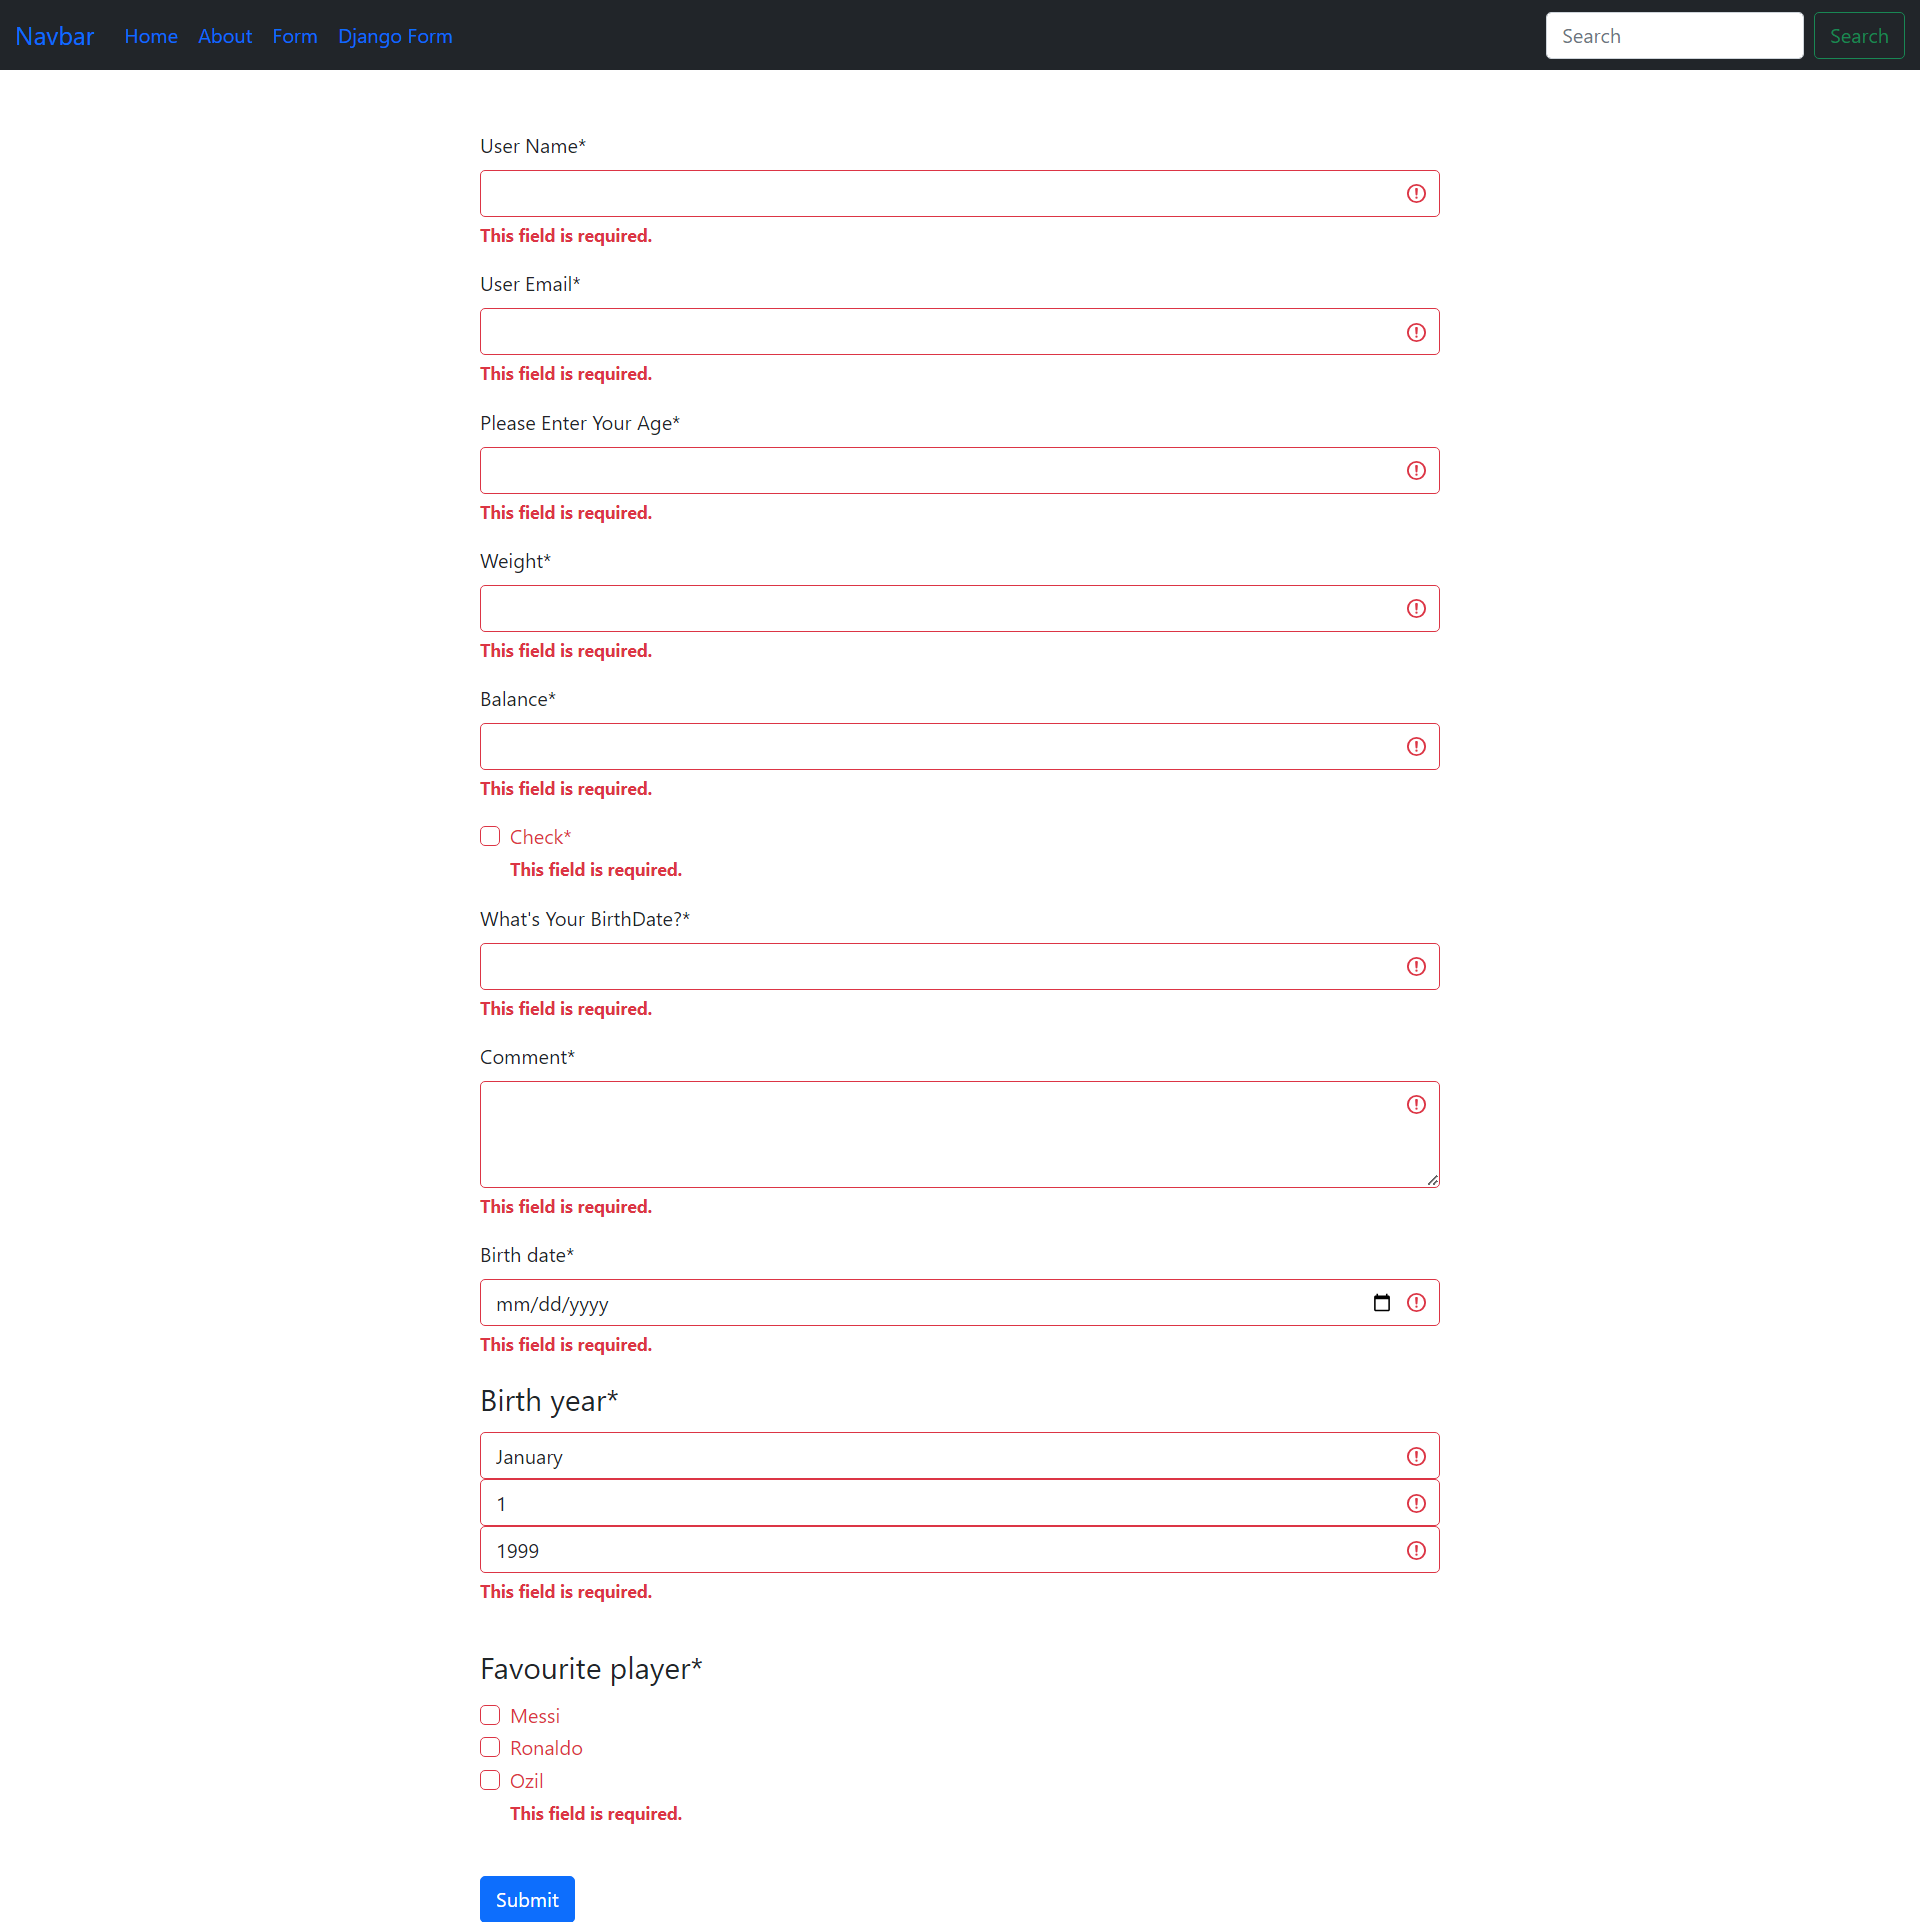 Navbar Home About Form Django Form Search Search
User Name*
This field is required.
User Email*
This field is required.
Please Enter Your Age*
This field is required.
Weight*
This field is required.
Balance*
This field is required.
Check*
This field is required.
What's Your BirthDate?*
This field is required.
Comment*
This field is required.
Birth date*
mm/dd/yyyy
This field is required.
Birth year*
January
1
1999
This field is required.
Favourite player*
Messi
Ronaldo
Ozil
This field is required.
Submit